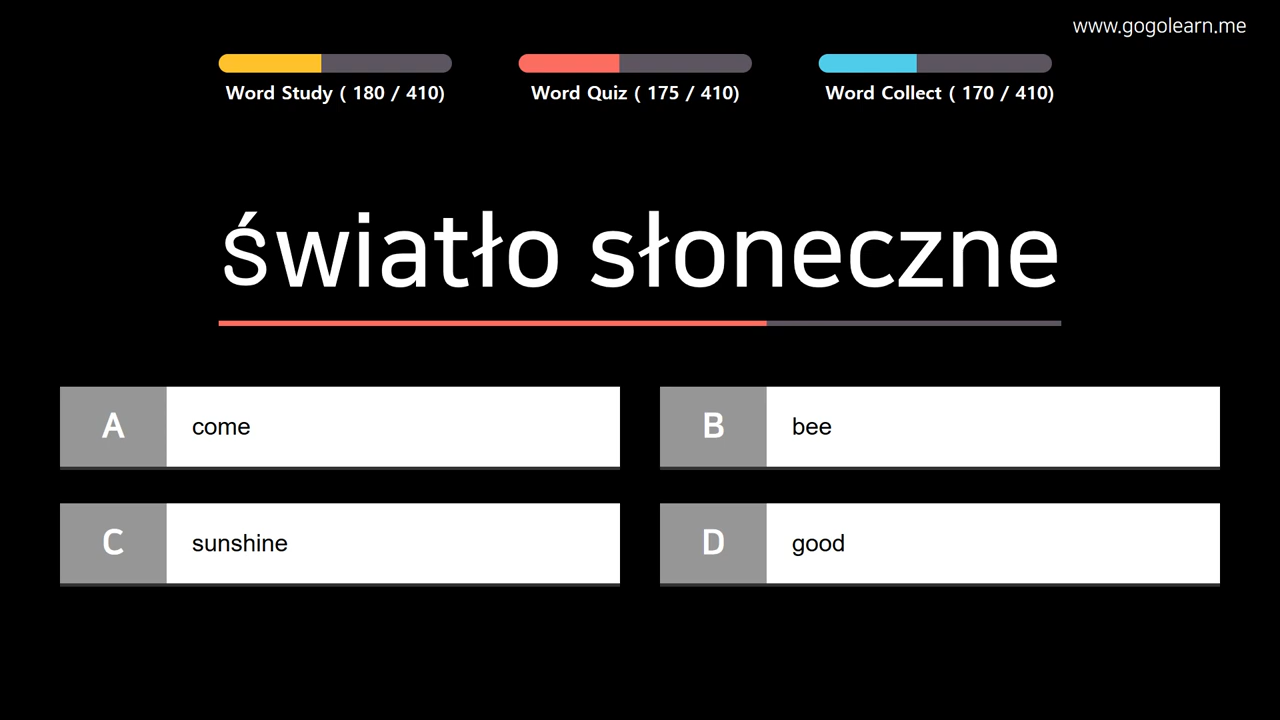 www.gogolearn.me
Word Study ( 180 / 410)
Word Quiz ( 175 / 410)
Word Collect ( 170 / 410)
światło słoneczne
A come
B bee
C sunshine
D good